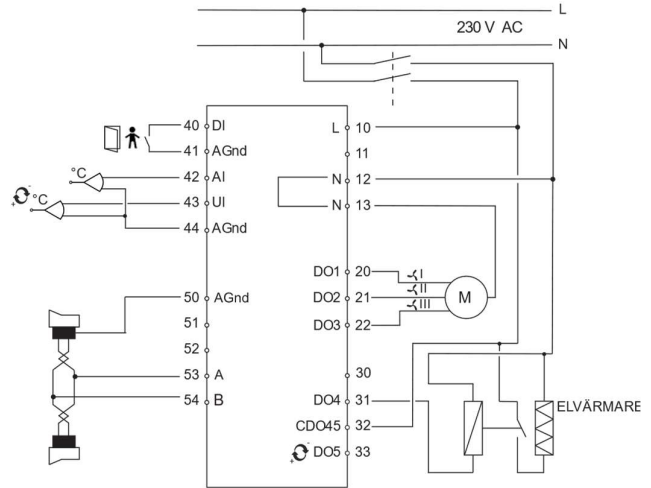 L
230 V AC
N
40 DI
L 10
41 AGnd
11
°C
42 AI
N 12
°C
43 UI
N 13
44 AGnd
DO1 20
I
50 AGnd
DO2 21
II
M
51
DO3 22
III
52
53 A
30
54 B
DO4 31
ELVÄRMARE
CDO45 32
DO5 33